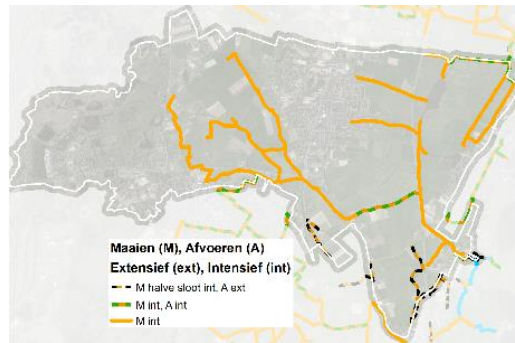 Maaien (M), Afvoeren (A)
Extensief (ext), Intensief (int)
M halve sloot int, A ext
M int, A int
M int